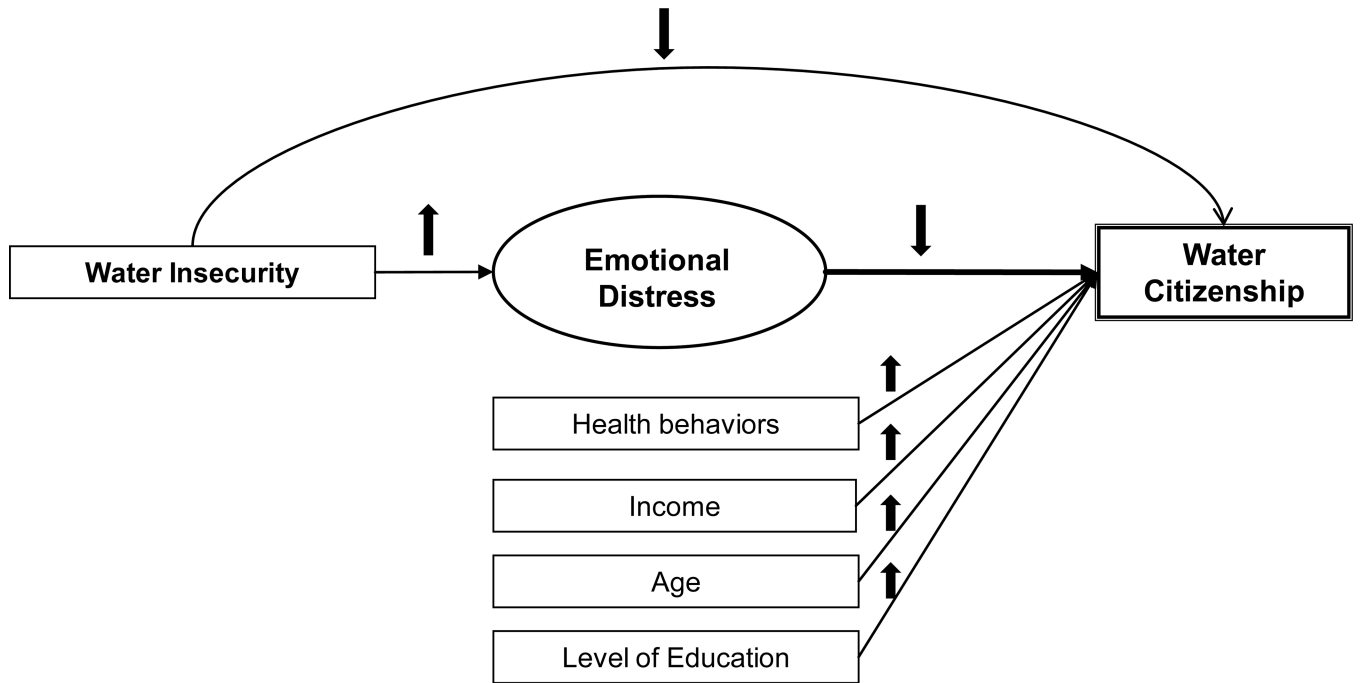 Water Insecurity
Emotional
Distress
Water
Citizenship
Health behaviors
Income
Age
Level of Education